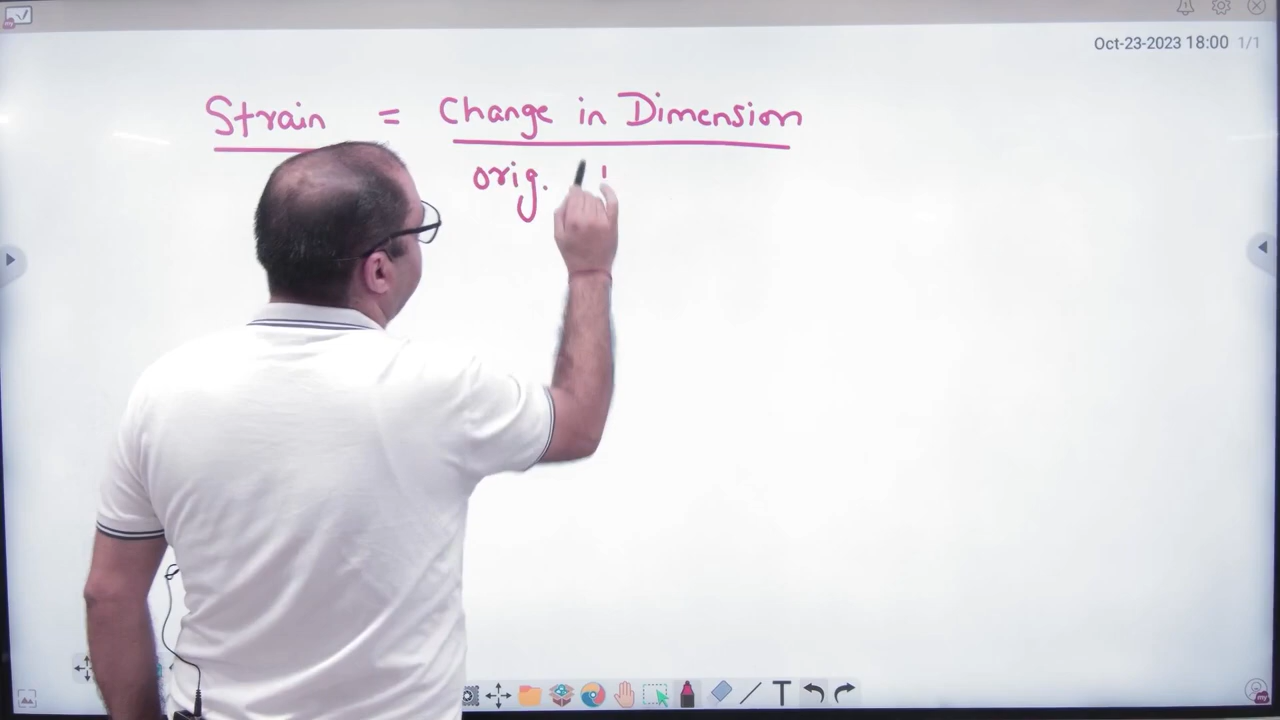 Oct-23-2023 18:00 1/1
Strain = Change in Dimension
orig.